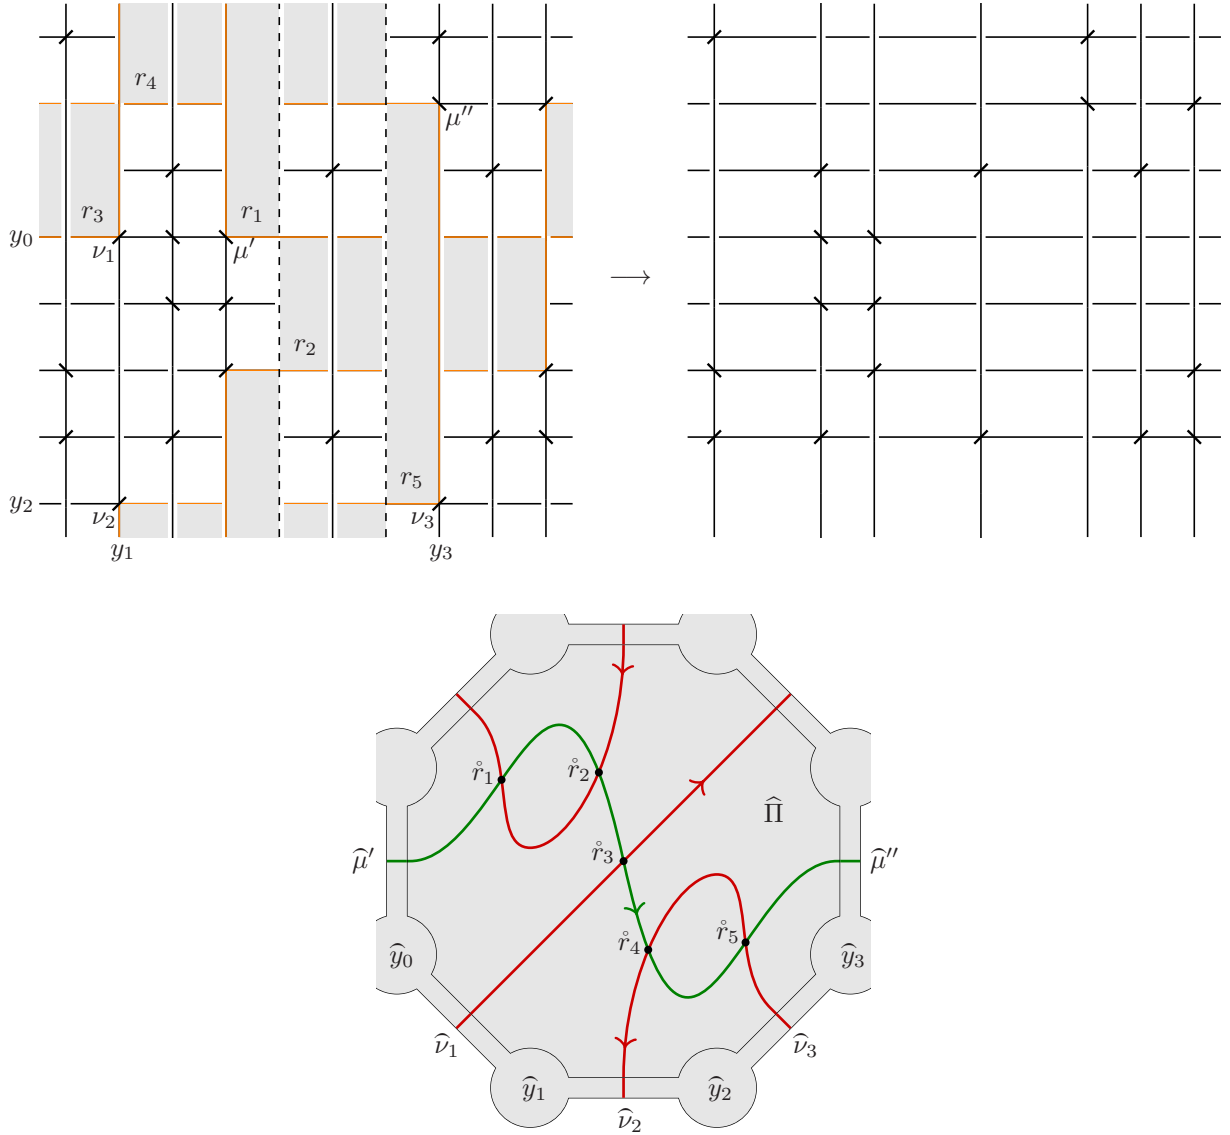 r₄
μ″
r₃ r₁
y₀ ν₁ μ′
⟶
r₂
r₅
y₂ ν₂ ν₃
y₁ y₃
r̊₁ r̊₂
Π̂
μ̂′ r̊₃ μ̂″
r̊₄ r̊₅
ŷ₀ ŷ₃
ν̂₁ ν̂₃
ŷ₁ ŷ₂
ν̂₂